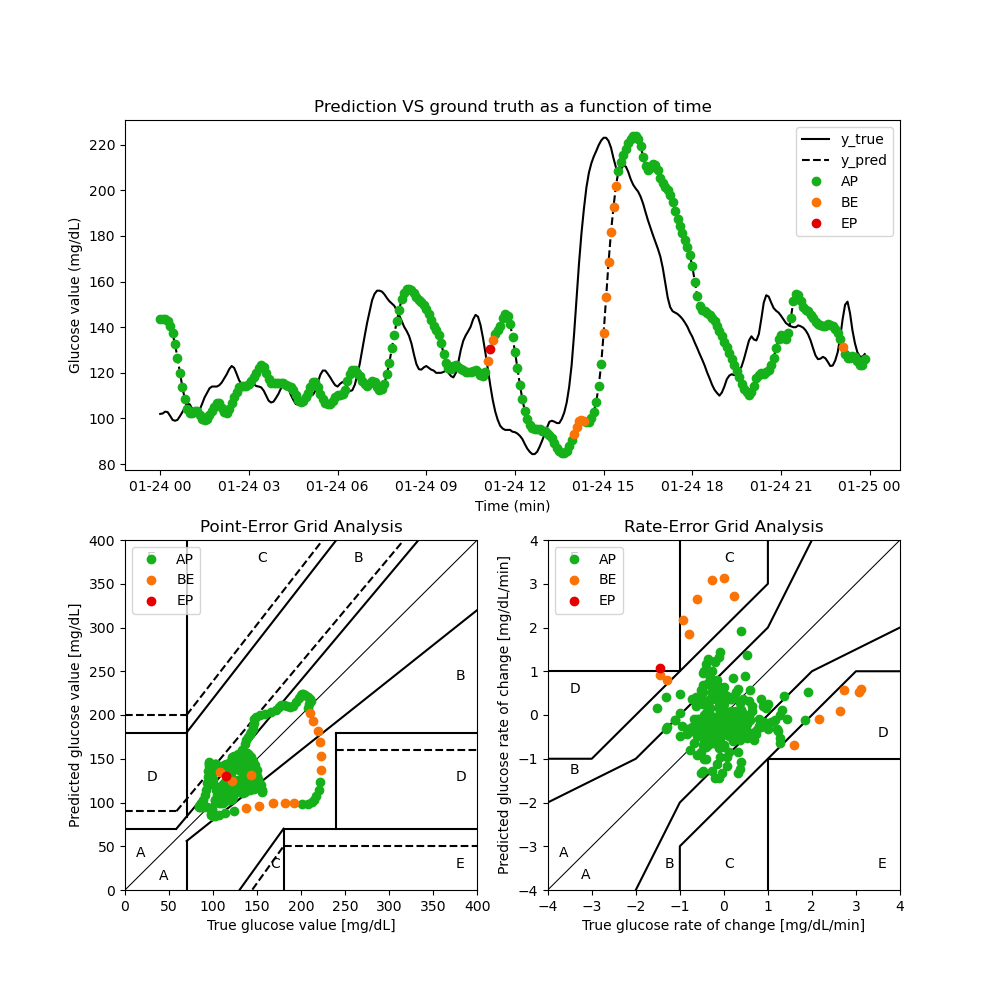 Prediction VS ground truth as a function of time
Glucose value (mg/dL)
220
200
180
160
140
120
100
80
y_true
y_pred
AP
BE
EP
01-24 00 01-24 03 01-24 06 01-24 09 01-24 12 01-24 15 01-24 18 01-24 21 01-25 00
Time (min)
Point-Error Grid Analysis
Predicted glucose value [mg/dL]
400
350
300
250
200
150
100
50
0
AP
BE
EP
C
B
B
D
D
A
A
C
E
0 50 100 150 200 250 300 350 400
True glucose value [mg/dL]
Rate-Error Grid Analysis
Predicted glucose rate of change [mg/dL/min]
4
3
2
1
0
−1
−2
−3
−4
AP
BE
EP
C
D
D
B
A
A
B
C
E
−4 −3 −2 −1 0 1 2 3 4
True glucose rate of change [mg/dL/min]